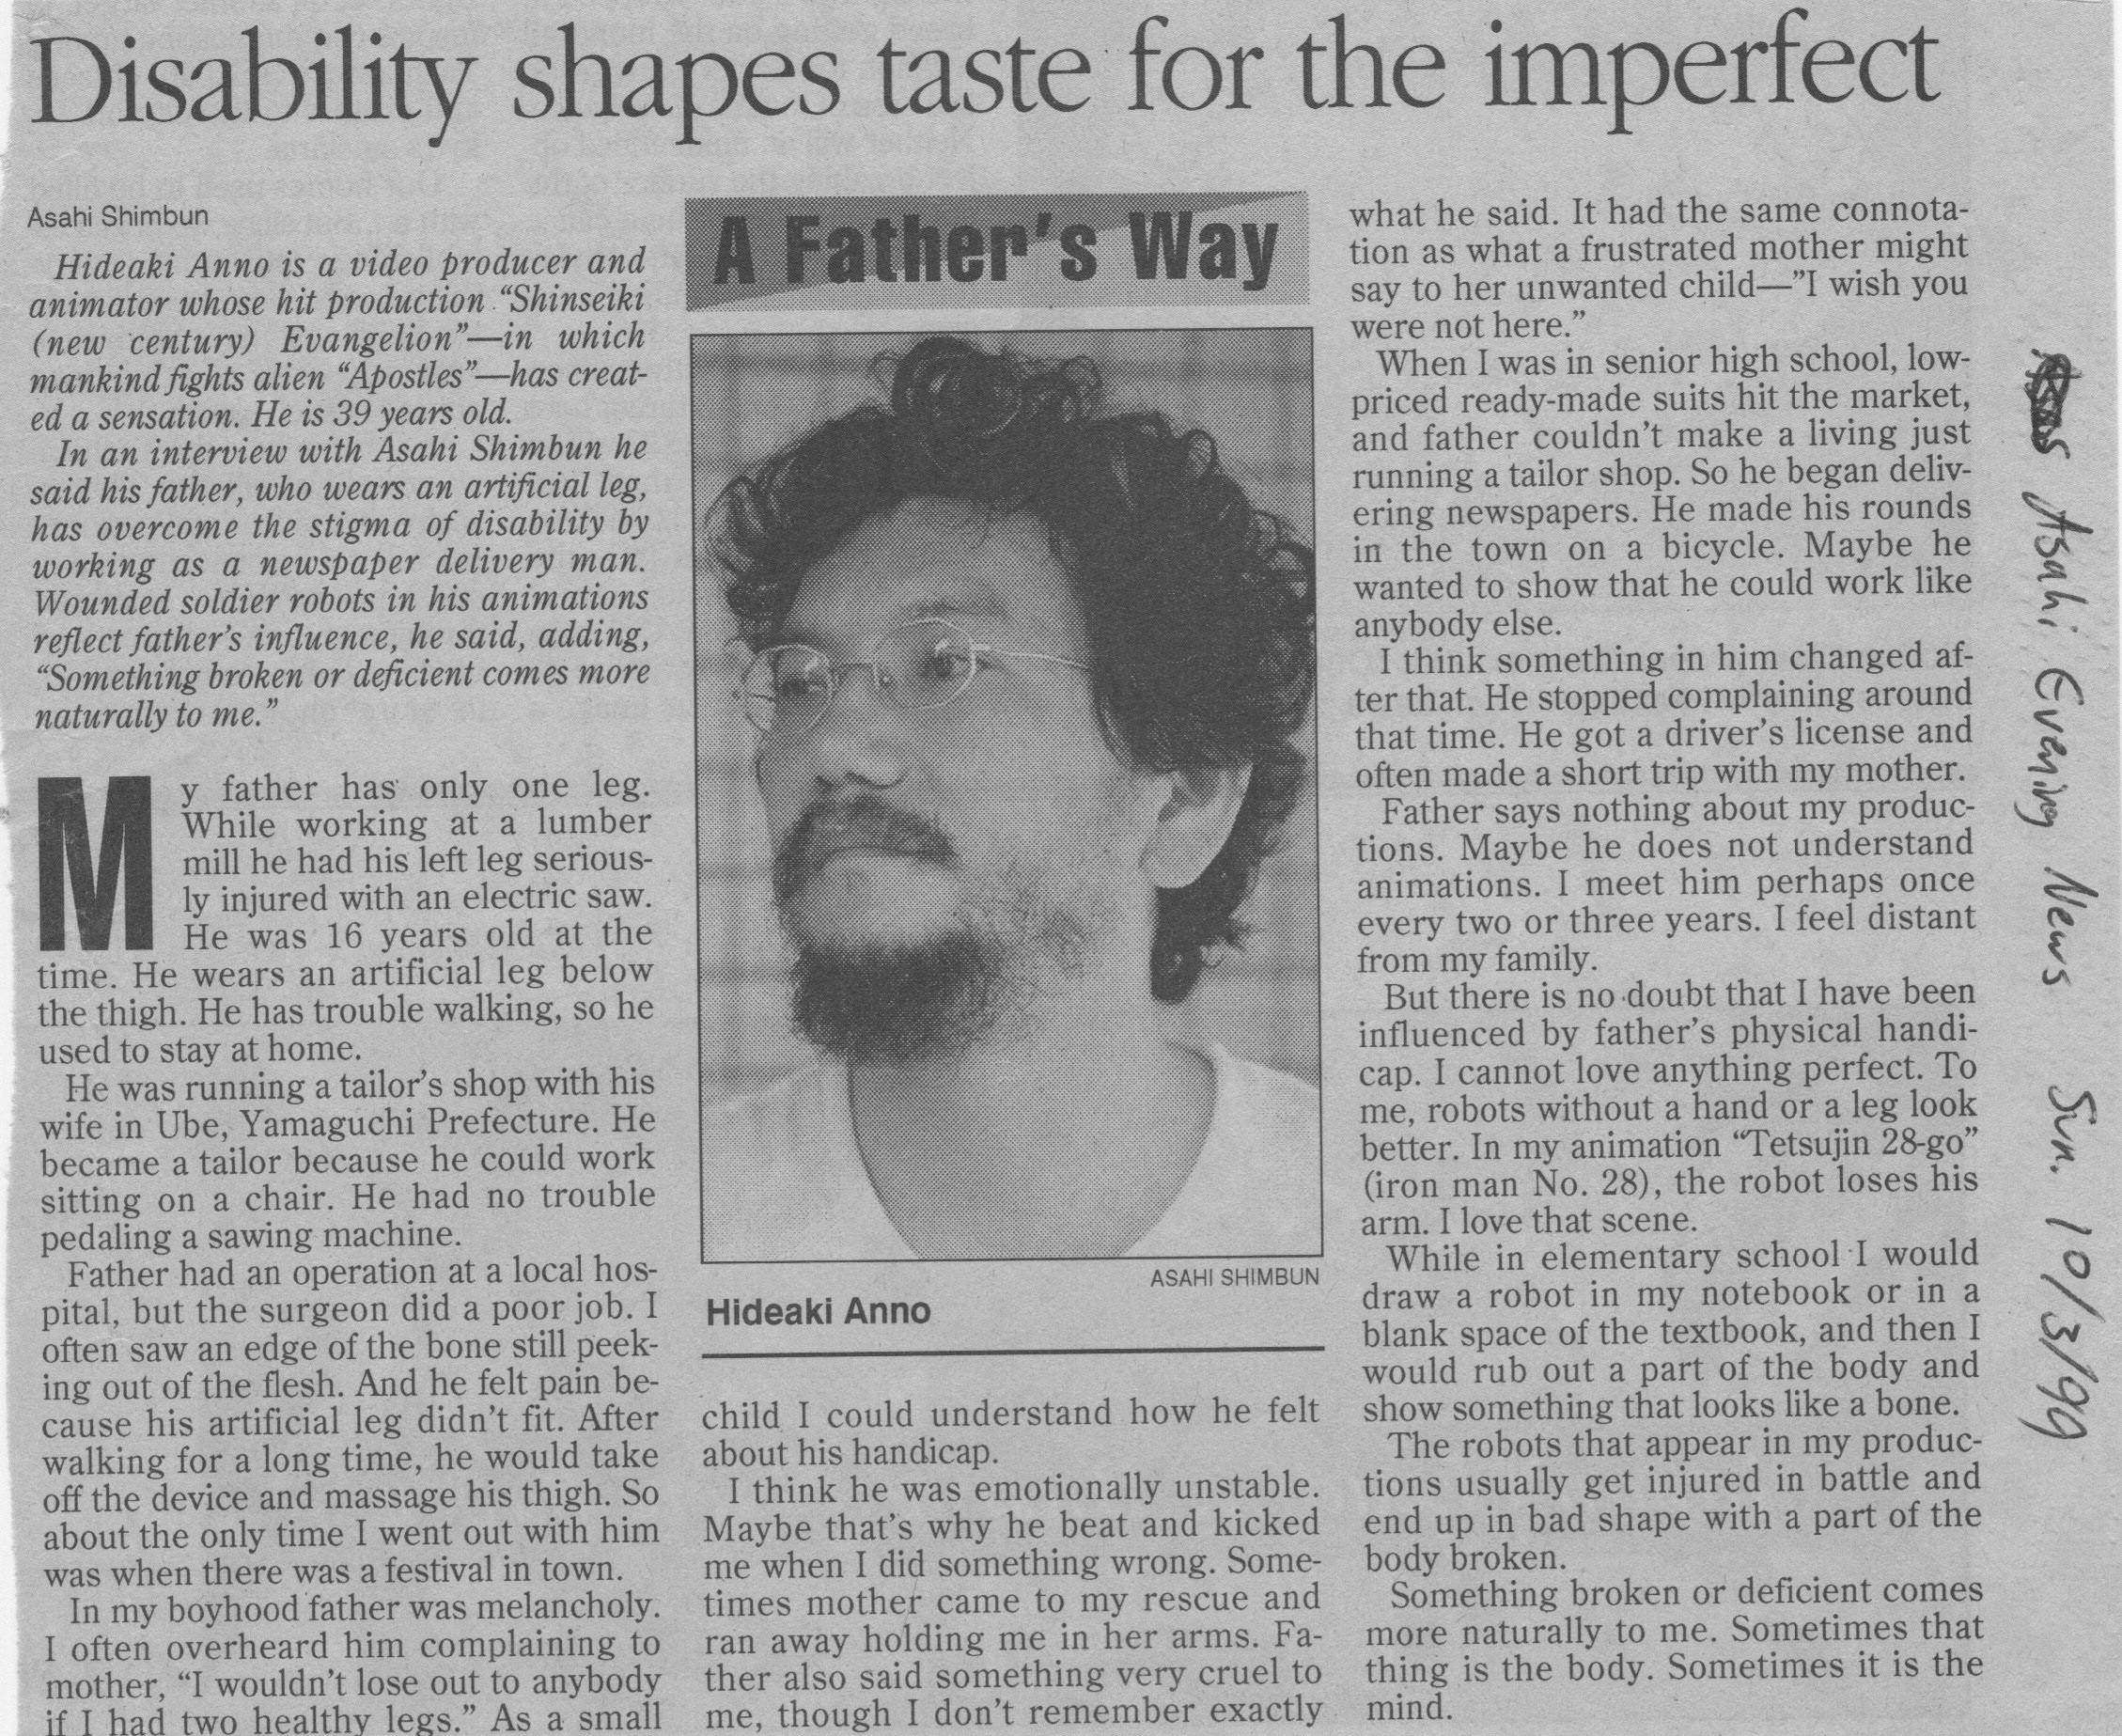 Disability shapes taste for the imperfect
Asahi Shimbun
Hideaki Anno is a video producer and
animator whose hit production “Shinseiki
(new century) Evangelion”—in which
mankind fights alien “Apostles”—has creat-
ed a sensation. He is 39 years old.
In an interview with Asahi Shimbun he
said his father, who wears an artificial leg,
has overcome the stigma of disability by
working as a newspaper delivery man.
Wounded soldier robots in his animations
reflect father’s influence, he said, adding,
“Something broken or deficient comes more
naturally to me.”
My father has only one leg.
While working at a lumber
mill he had his left leg serious-
ly injured with an electric saw.
He was 16 years old at the
time. He wears an artificial leg below
the thigh. He has trouble walking, so he
used to stay at home.
He was running a tailor’s shop with his
wife in Ube, Yamaguchi Prefecture. He
became a tailor because he could work
sitting on a chair. He had no trouble
pedaling a sawing machine.
Father had an operation at a local hos-
pital, but the surgeon did a poor job. I
often saw an edge of the bone still peek-
ing out of the flesh. And he felt pain be-
cause his artificial leg didn’t fit. After
walking for a long time, he would take
off the device and massage his thigh. So
about the only time I went out with him
was when there was a festival in town.
In my boyhood father was melancholy.
I often overheard him complaining to
mother, “I wouldn’t lose out to anybody
if I had two healthy legs.” As a small
A Father’s Way
ASAHI SHIMBUN
Hideaki Anno
child I could understand how he felt
about his handicap.
I think he was emotionally unstable.
Maybe that’s why he beat and kicked
me when I did something wrong. Some-
times mother came to my rescue and
ran away holding me in her arms. Fa-
ther also said something very cruel to
me, though I don’t remember exactly
what he said. It had the same connota-
tion as what a frustrated mother might
say to her unwanted child—”I wish you
were not here.”
When I was in senior high school, low-
priced ready-made suits hit the market,
and father couldn’t make a living just
running a tailor shop. So he began deliv-
ering newspapers. He made his rounds
in the town on a bicycle. Maybe he
wanted to show that he could work like
anybody else.
I think something in him changed af-
ter that. He stopped complaining around
that time. He got a driver’s license and
often made a short trip with my mother.
Father says nothing about my produc-
tions. Maybe he does not understand
animations. I meet him perhaps once
every two or three years. I feel distant
from my family.
But there is no doubt that I have been
influenced by father’s physical handi-
cap. I cannot love anything perfect. To
me, robots without a hand or a leg look
better. In my animation “Tetsujin 28-go”
(iron man No. 28), the robot loses his
arm. I love that scene.
While in elementary school I would
draw a robot in my notebook or in a
blank space of the textbook, and then I
would rub out a part of the body and
show something that looks like a bone.
The robots that appear in my produc-
tions usually get injured in battle and
end up in bad shape with a part of the
body broken.
Something broken or deficient comes
more naturally to me. Sometimes that
thing is the body. Sometimes it is the
mind.
Asahi Evening News Sun. 10/3/99